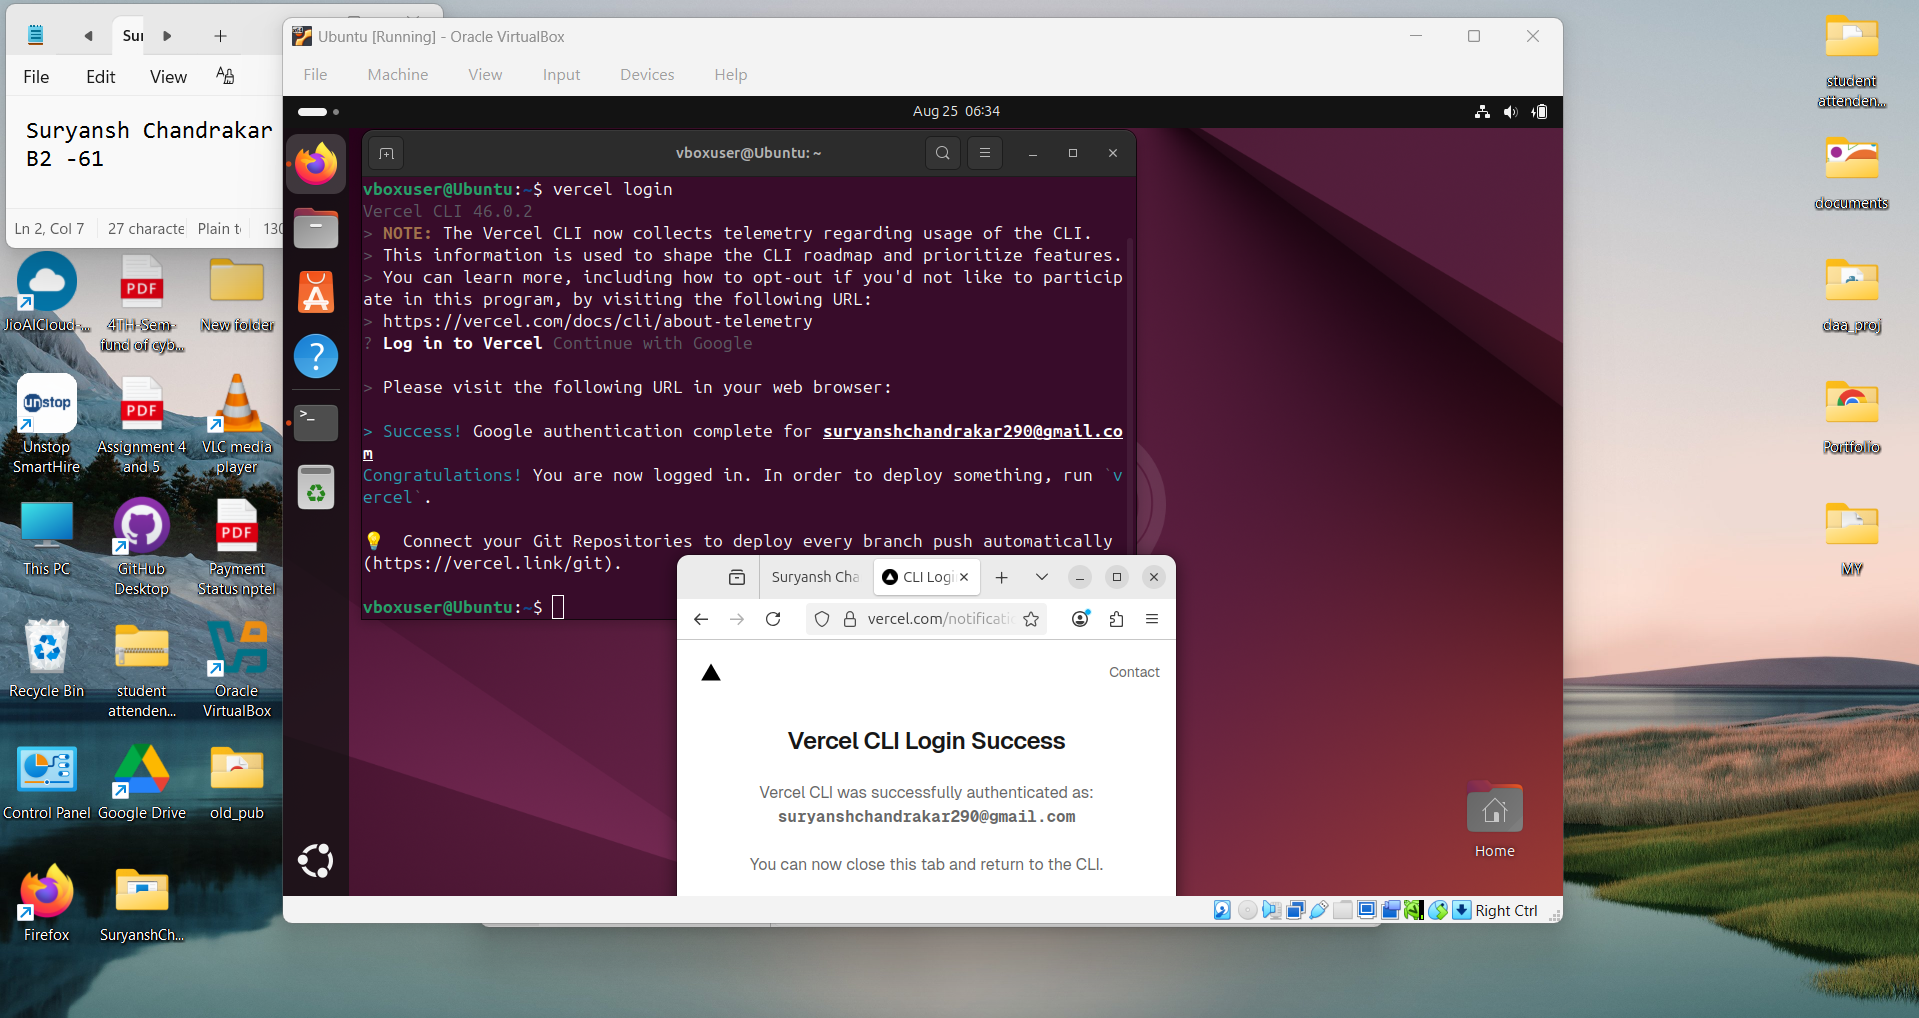 Sur
File Edit View
Suryansh Chandrakar
B2 -61
Ln 2, Col 7 27 characte Plain t 130
Ubuntu [Running] - Oracle VirtualBox
File Machine View Input Devices Help
Aug 25 06:34
vboxuser@Ubuntu: ~
vboxuser@Ubuntu:~$ vercel login
Vercel CLI 46.0.2
> NOTE: The Vercel CLI now collects telemetry regarding usage of the CLI.
> This information is used to shape the CLI roadmap and prioritize features.
> You can learn more, including how to opt-out if you'd not like to particip
ate in this program, by visiting the following URL:
> https://vercel.com/docs/cli/about-telemetry
? Log in to Vercel Continue with Google
> Please visit the following URL in your web browser:
> Success! Google authentication complete for suryanshchandrakar290@gmail.co
m
Congratulations! You are now logged in. In order to deploy something, run `v
ercel`.
💡 Connect your Git Repositories to deploy every branch push automatically
(https://vercel.link/git).
vboxuser@Ubuntu:~$
Suryansh Cha CLI Logi
vercel.com/notificati
Contact
Vercel CLI Login Success
Vercel CLI was successfully authenticated as:
suryanshchandrakar290@gmail.com
You can now close this tab and return to the CLI.
Home
Right Ctrl
JioAICloud-...
4TH-Sem-
fund of cyb...
New folder
unstop
Unstop
SmartHire
Assignment 4
and 5
VLC media
player
This PC
GitHub
Desktop
Payment
Status nptel
Recycle Bin
student
attenden...
Oracle
VirtualBox
Control Panel
Google Drive
old_pub
Firefox
SuryanshCh...
PDF
PDF
PDF
student
attenden...
documents
daa_proj
Portfolio
MY